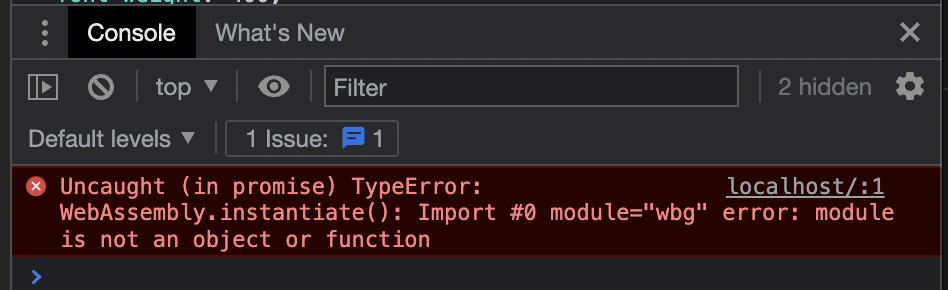 Console What's New
top Filter 2 hidden
Default levels 1 Issue: 1
Uncaught (in promise) TypeError: localhost/:1
WebAssembly.instantiate(): Import #0 module="wbg" error: module
is not an object or function